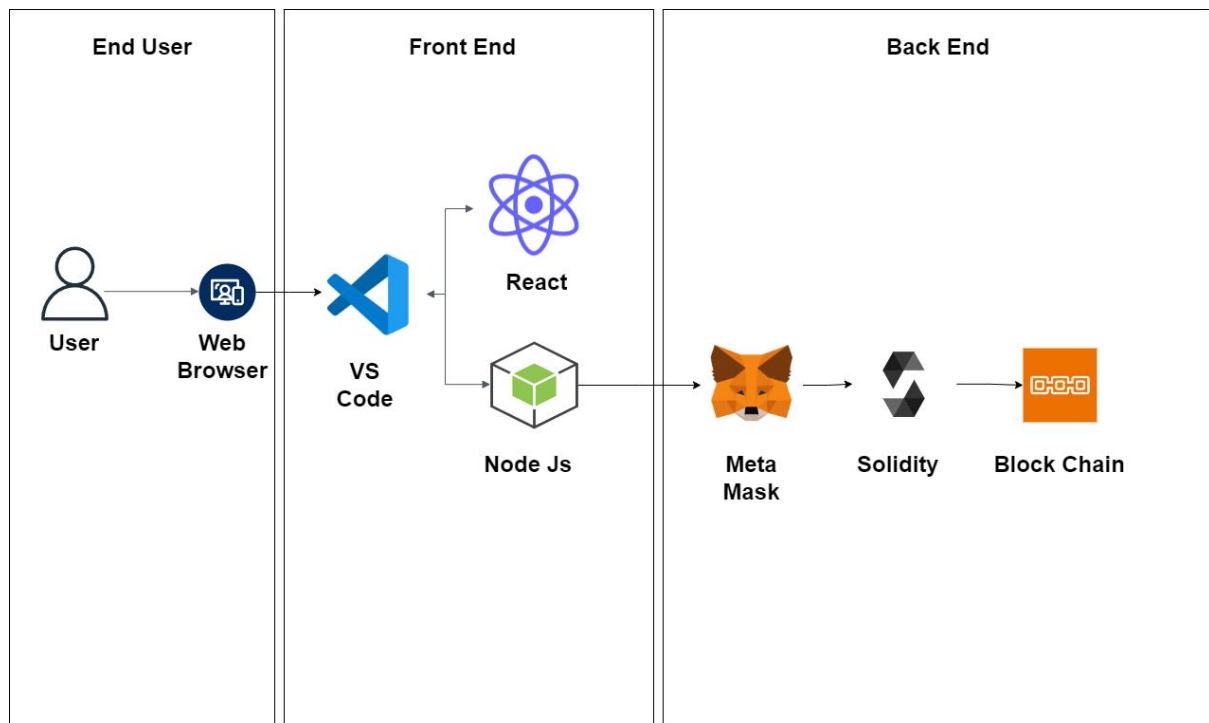 End User
Front End
Back End
React
User
Web
Browser
VS
Code
Node Js
Meta
Mask
Solidity
Block Chain